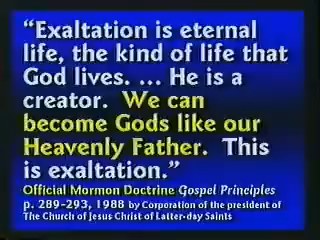 “Exaltation is eternal
life, the kind of life that
God lives. ... He is a
creator. We can
become Gods like our
Heavenly Father. This
is exaltation.”
Official Mormon Doctrine Gospel Principles
p. 289-293, 1988 by Corporation of the president of
The Church of Jesus Christ of Latter-day Saints